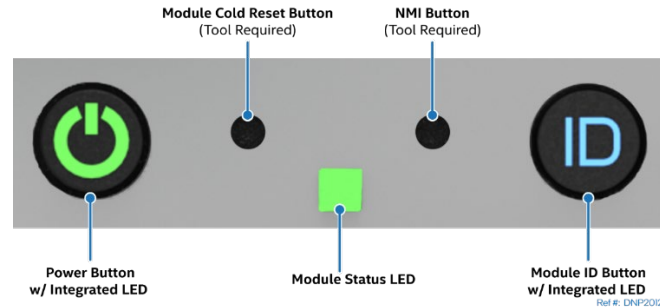 Module Cold Reset Button
(Tool Required)
NMI Button
(Tool Required)
ID
Power Button
w/ Integrated LED
Module Status LED
Module ID Button
w/ Integrated LED
Ref #: DNP2012